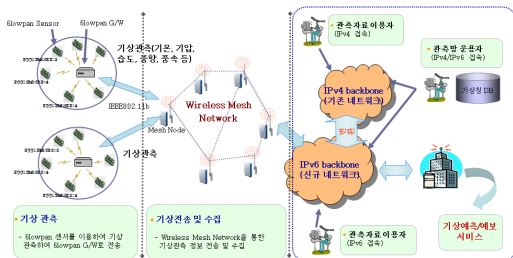 6lowpan Sensor
6lowpan G/W
기상관측(기온, 기압,
습도, 풍향, 풍속 등)
IEEE802.11b
Mesh Node
기상관측
Wireless Mesh
Network
관측자료 이용자
(IPv4 접속)
관측망 운용자
(IPv4/IPv6 접속)
기상청 DB
IPv4 backbone
(기존 네트워크)
IPv6 backbone
(신규 네트워크)
관측자료 이용자
(IPv6 접속)
기상예측/예보
서비스
기상 관측
- 6lowpan 센서를 이용하여 기상
관측하여 6lowpan G/W로 전송
기상전송 및 수집
- Wireless Mesh Network을 통한
기상관측 정보 전송 및 수집